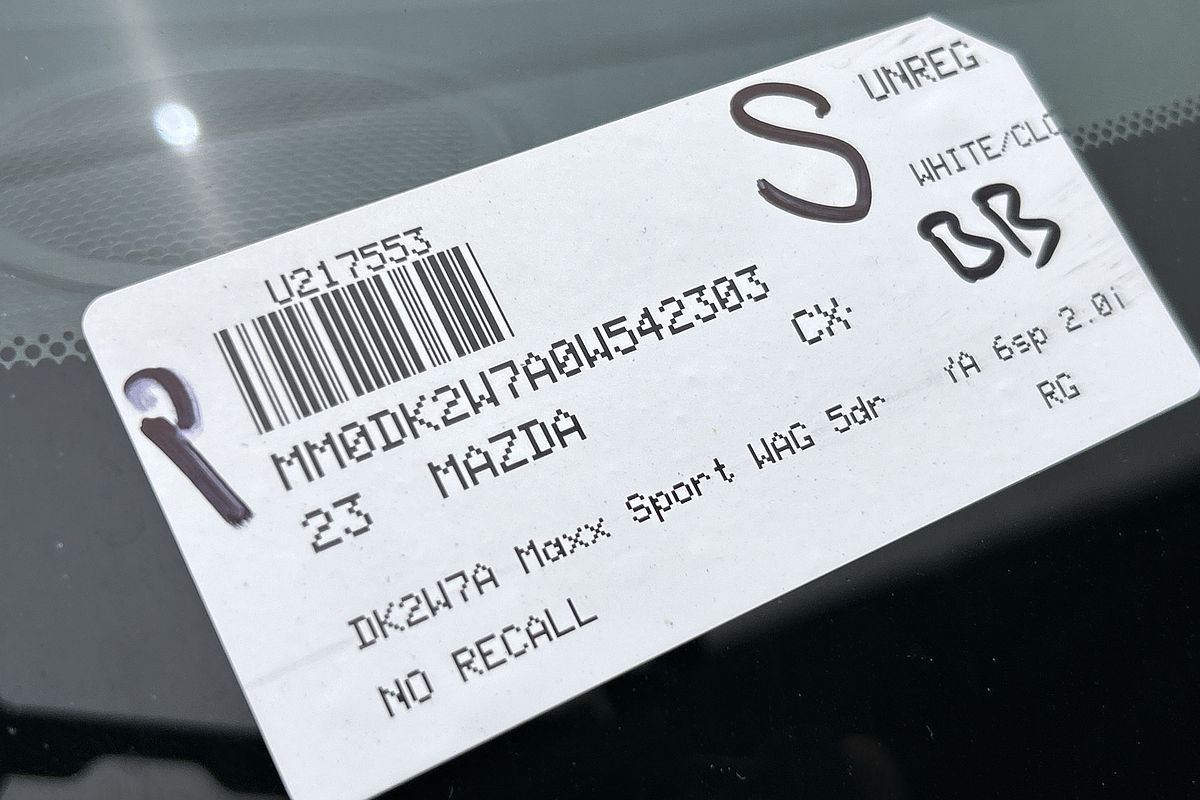 UNREG
S
WHITE/CLO
BB
U217553
MM0DK2W7A0W542303
P
23 MAZDA CX-
DK2W7A Maxx Sport WAG 5dr YA 6sp 2.0i
NO RECALL RG